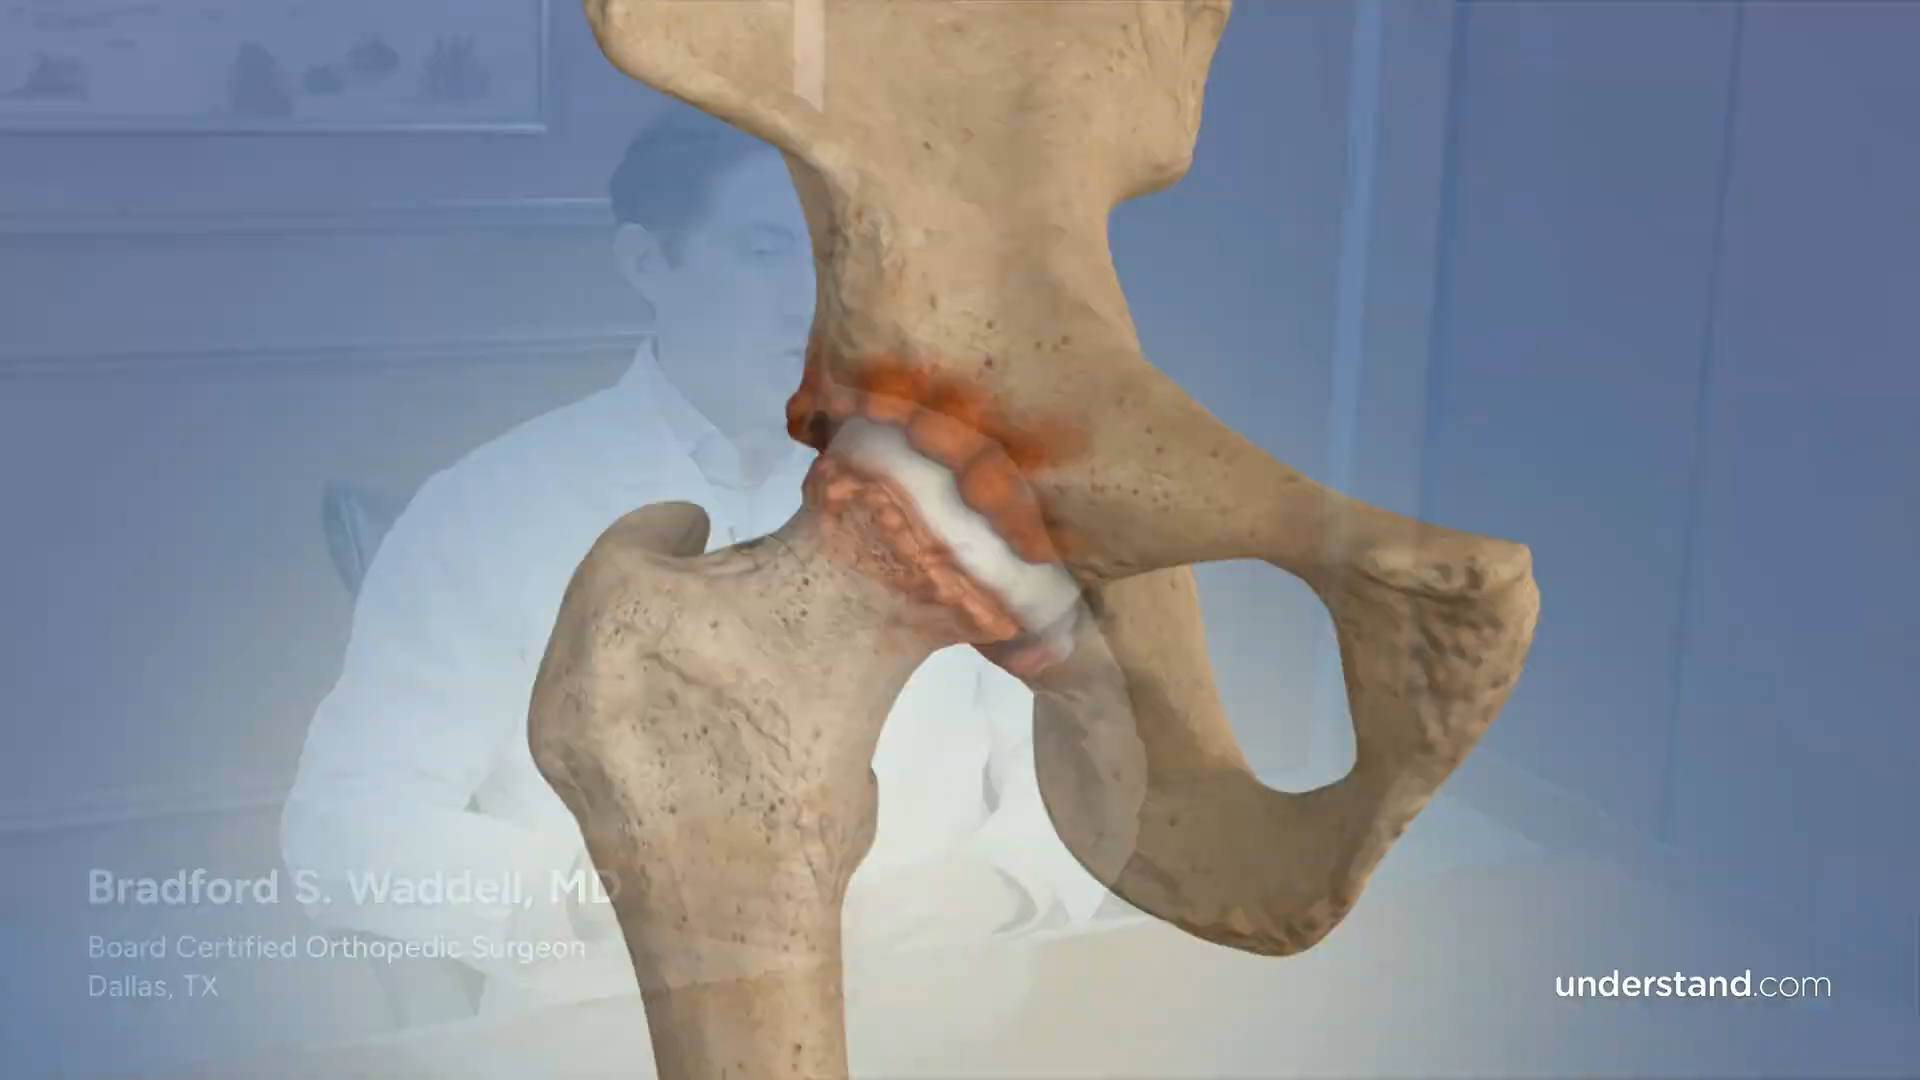 Bradford S. Waddell, MD
Board Certified Orthopedic Surgeon
Dallas, TX
understand.com